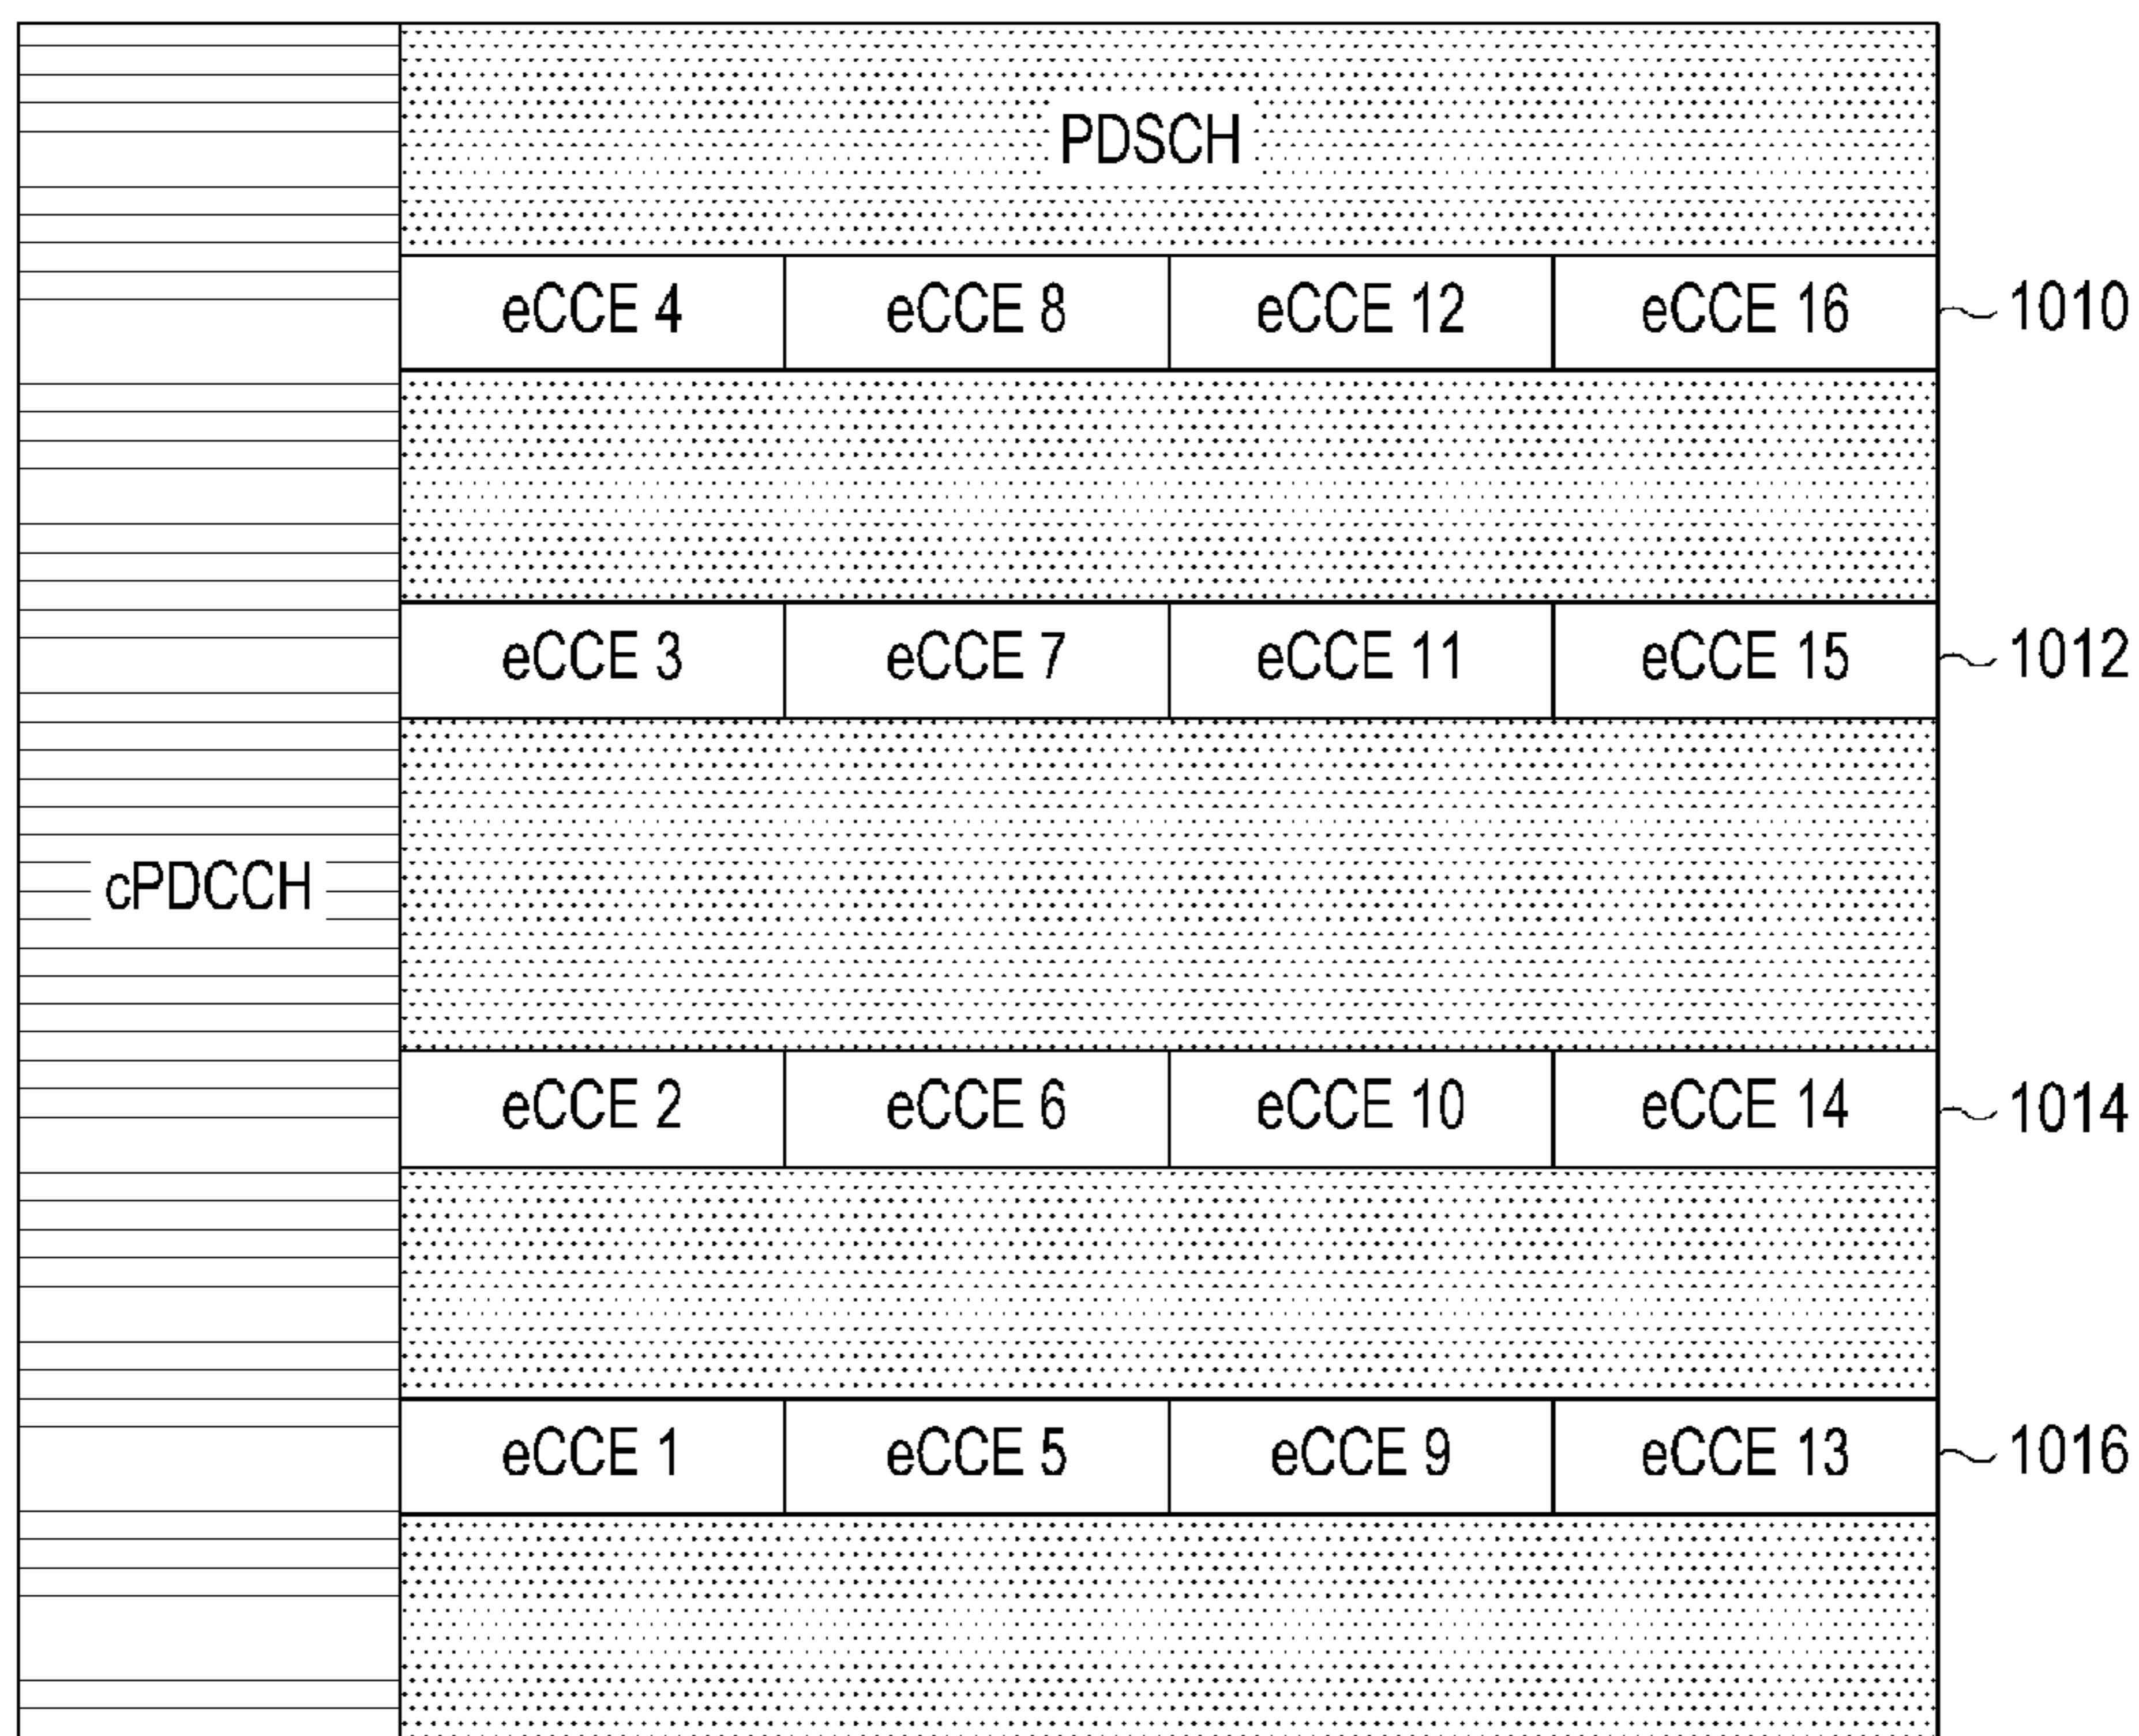 PDSCH
eCCE 4 eCCE 8 eCCE 12 eCCE 16 1010
eCCE 3 eCCE 7 eCCE 11 eCCE 15 1012
cPDCCH
eCCE 2 eCCE 6 eCCE 10 eCCE 14 1014
eCCE 1 eCCE 5 eCCE 9 eCCE 13 1016